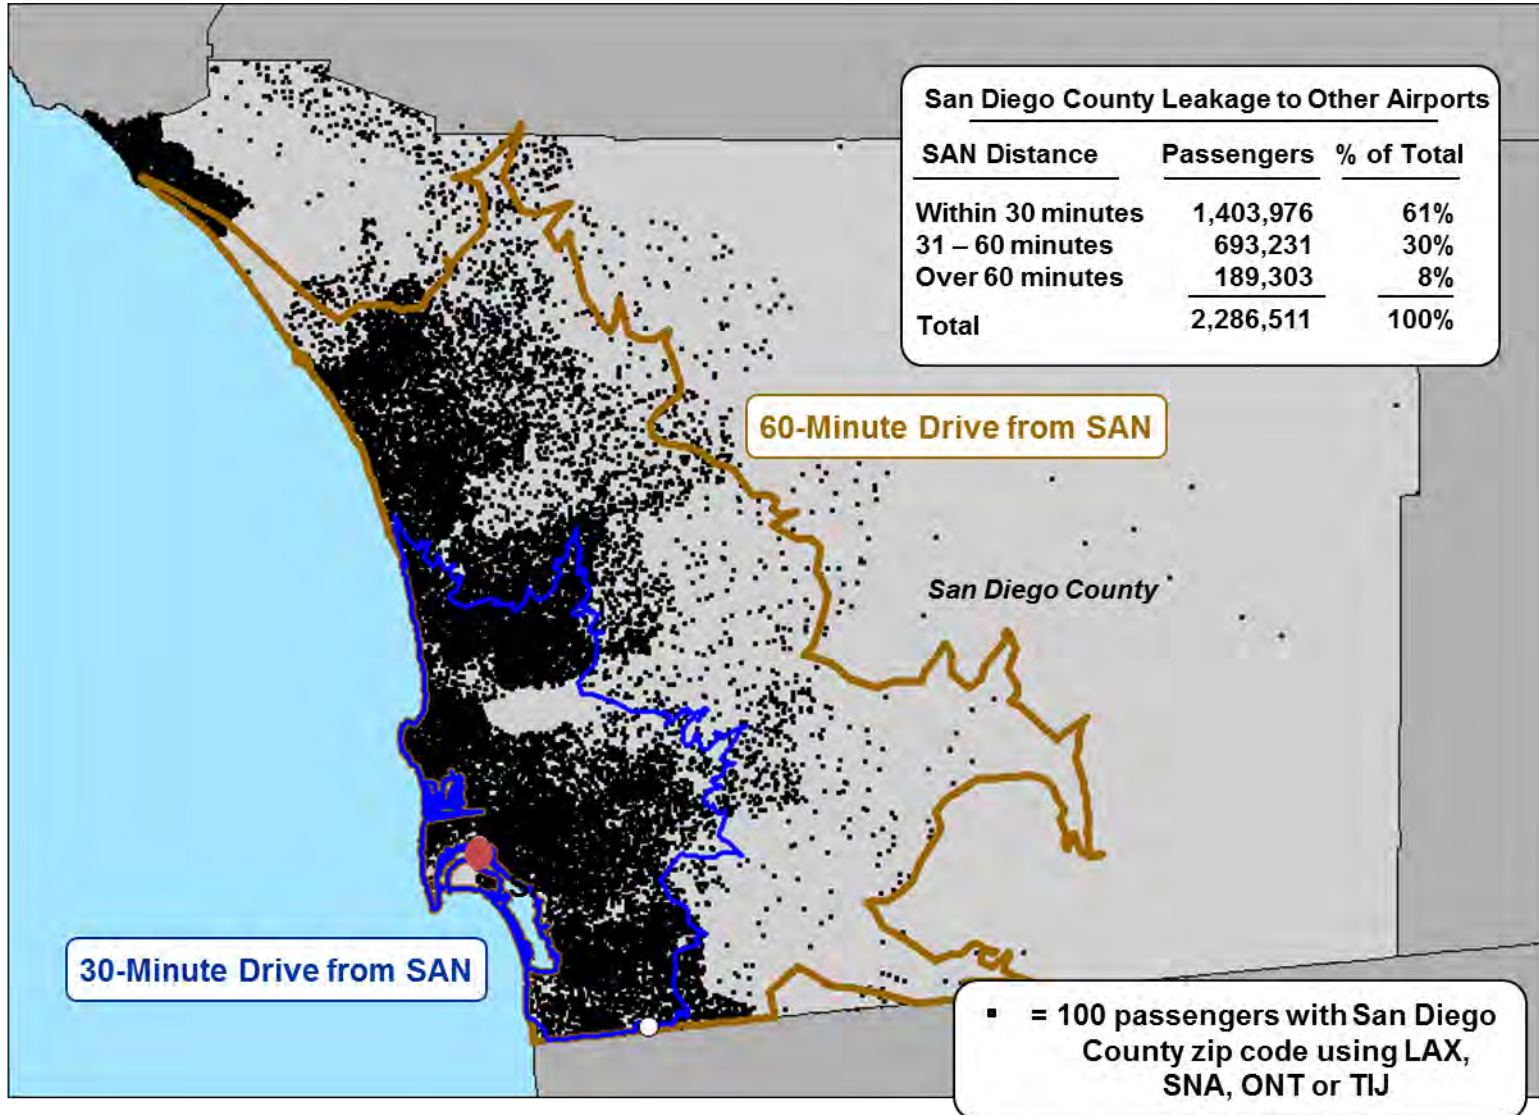 San Diego County Leakage to Other Airports
SAN Distance Passengers % of Total
Within 30 minutes 1,403,976 61%
31 – 60 minutes 693,231 30%
Over 60 minutes 189,303 8%
Total 2,286,511 100%
60-Minute Drive from SAN
San Diego County
30-Minute Drive from SAN
= 100 passengers with San Diego
County zip code using LAX,
SNA, ONT or TIJ